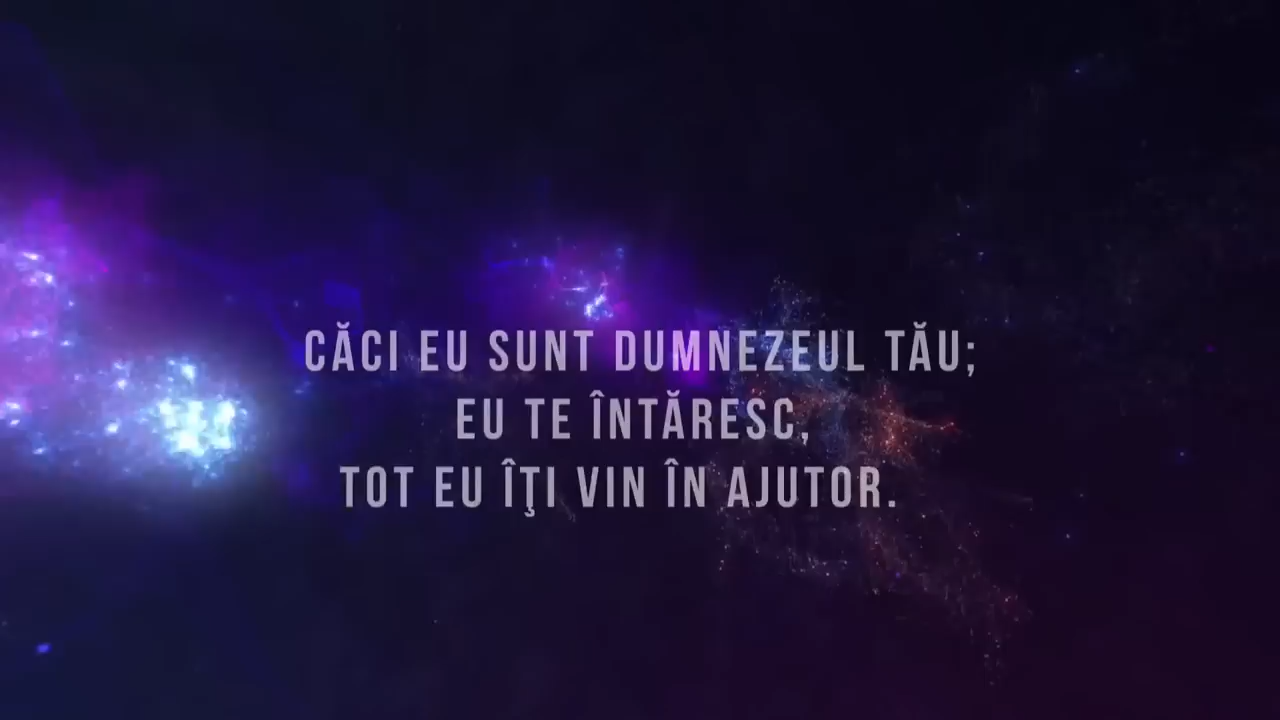 CĂCI EU SUNT DUMNEZEUL TĂU;
EU TE ÎNTĂRESC,
TOT EU ÎŢI VIN ÎN AJUTOR.